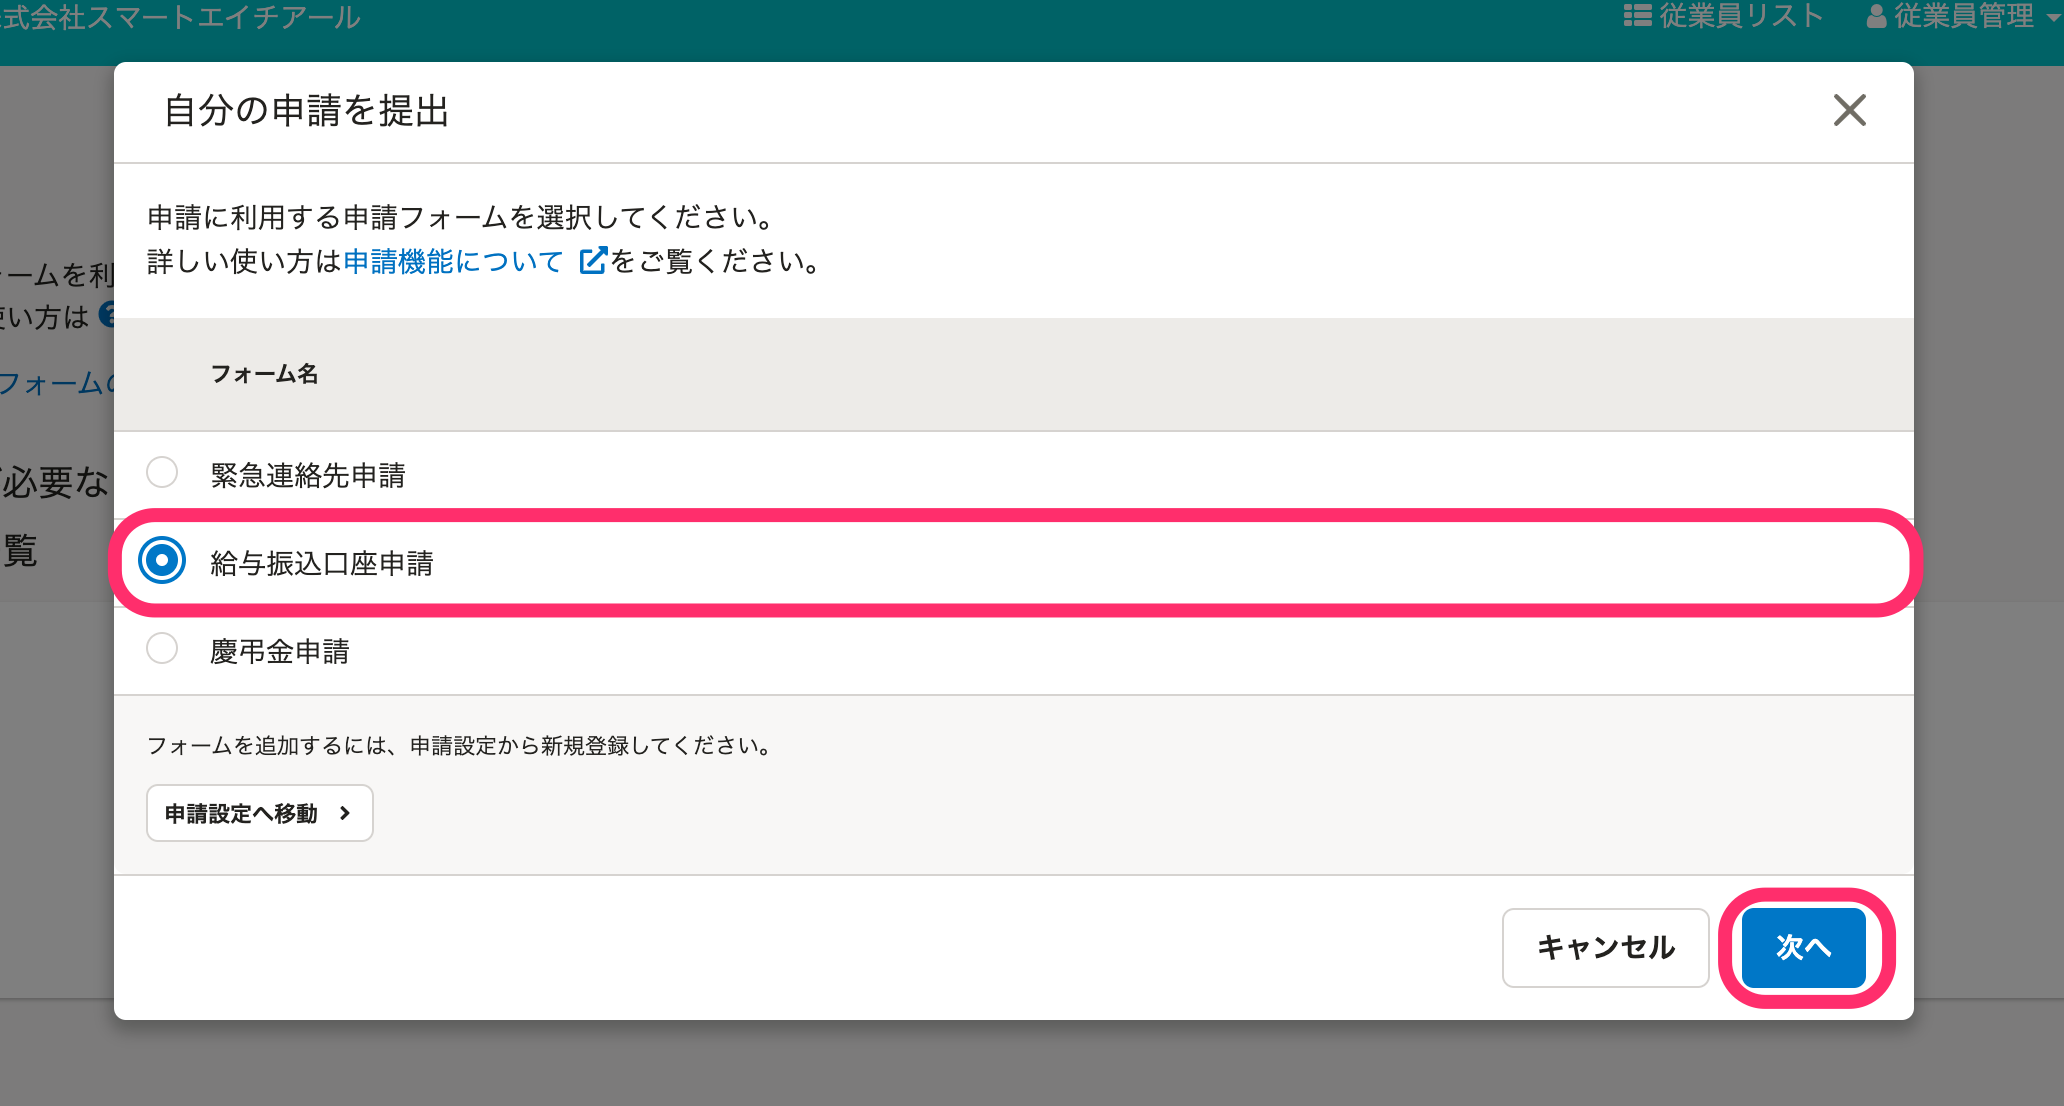 式会社スマートエイチアール
従業員リスト
従業員管理
自分の申請を提出
申請に利用する申請フォームを選択してください。
詳しい使い方は申請機能についてをご覧ください。
ームを利
い方は
フォームの
必要な
覧
フォーム名
緊急連絡先申請
給与振込口座申請
慶弔金申請
フォームを追加するには、申請設定から新規登録してください。
申請設定へ移動
キャンセル
次へ